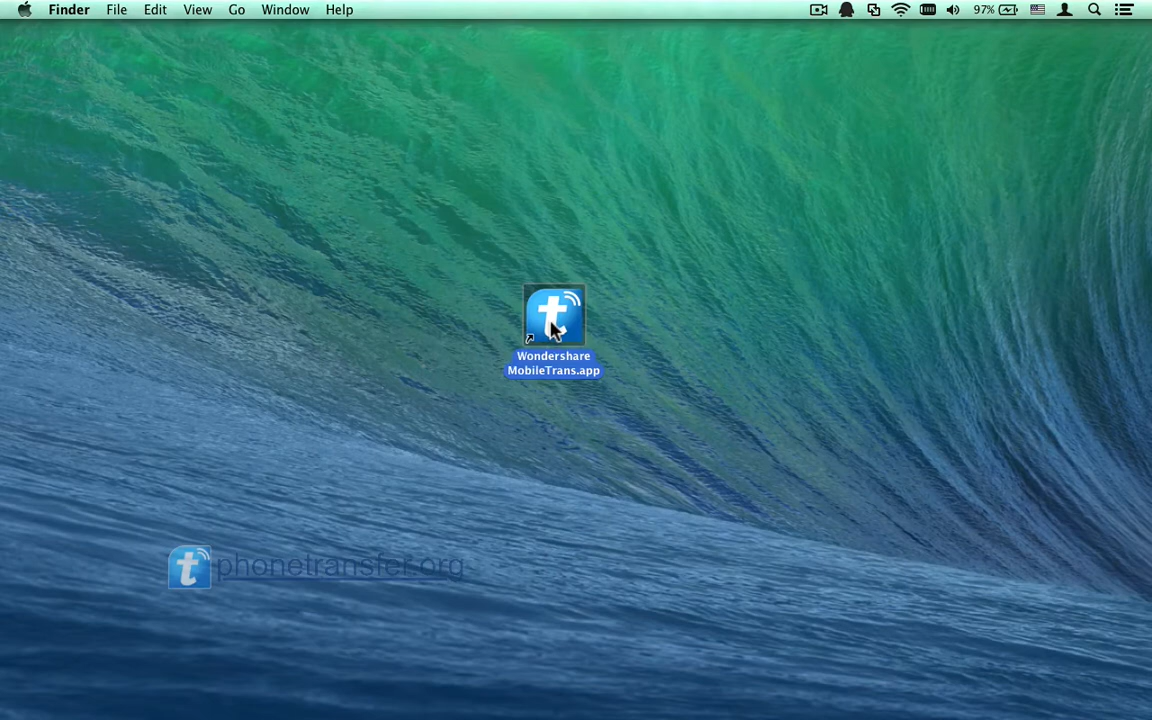 Finder File Edit View Go Window Help 97%
Wondershare
MobileTrans.app
phonetransfer.org